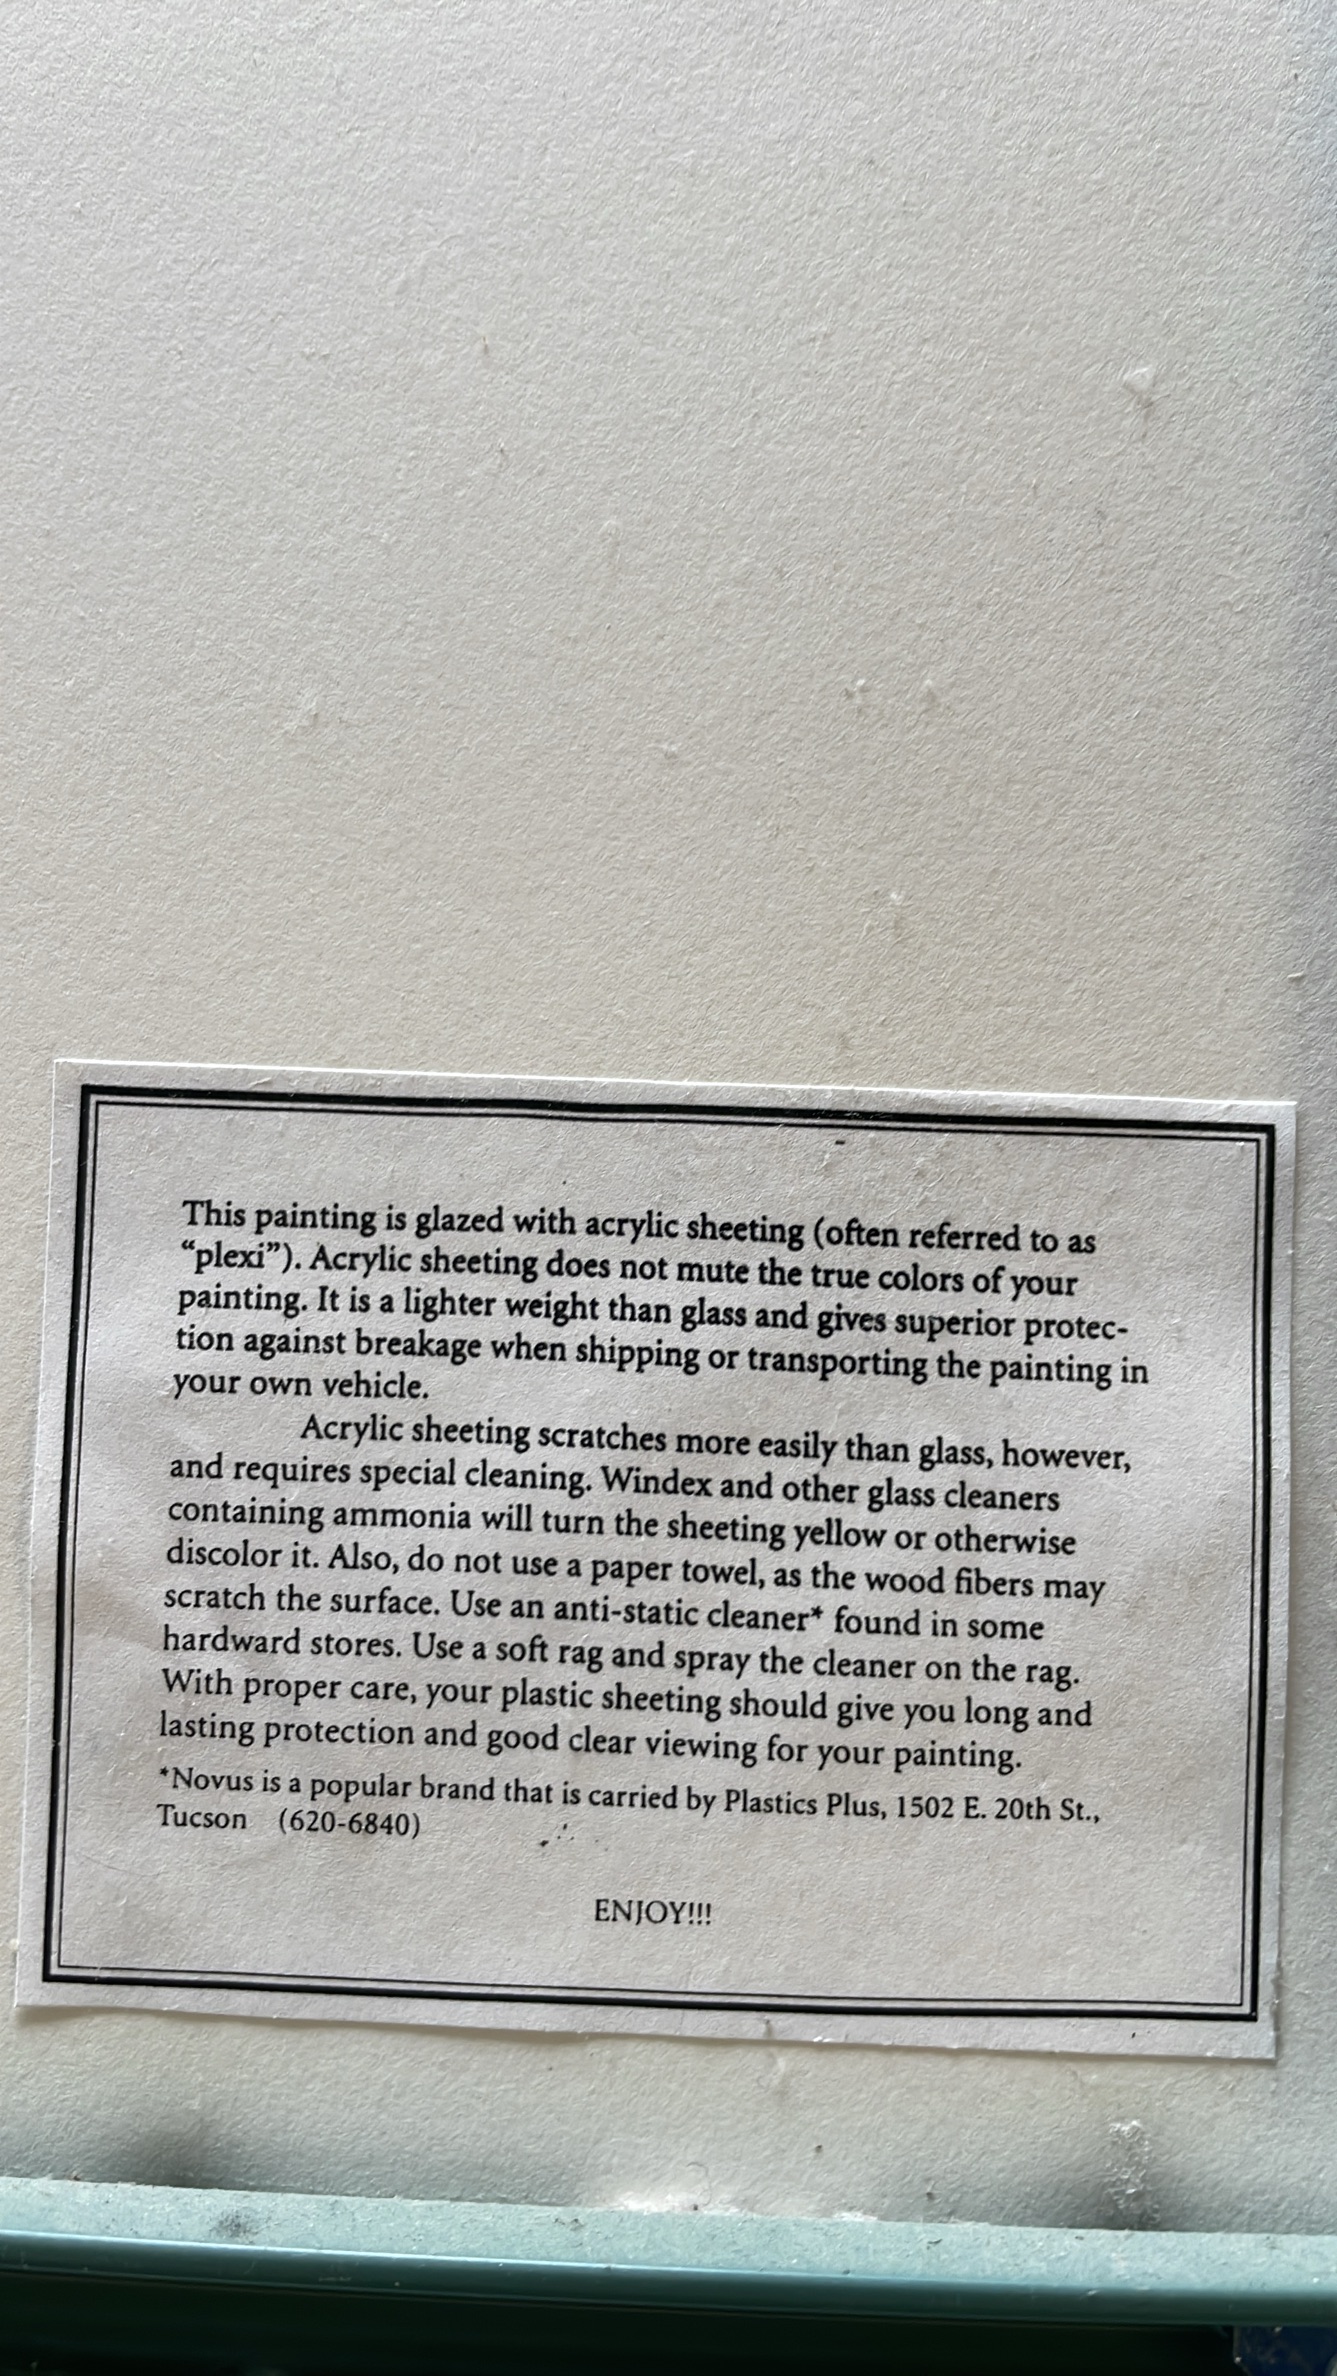 This painting is glazed with acrylic sheeting (often referred to as
“plexi”). Acrylic sheeting does not mute the true colors of your
painting. It is a lighter weight than glass and gives superior protec-
tion against breakage when shipping or transporting the painting in
your own vehicle.
Acrylic sheeting scratches more easily than glass, however,
and requires special cleaning. Windex and other glass cleaners
containing ammonia will turn the sheeting yellow or otherwise
discolor it. Also, do not use a paper towel, as the wood fibers may
scratch the surface. Use an anti-static cleaner* found in some
hardward stores. Use a soft rag and spray the cleaner on the rag.
With proper care, your plastic sheeting should give you long and
lasting protection and good clear viewing for your painting.
*Novus is a popular brand that is carried by Plastics Plus, 1502 E. 20th St.,
Tucson (620-6840)
ENJOY!!!